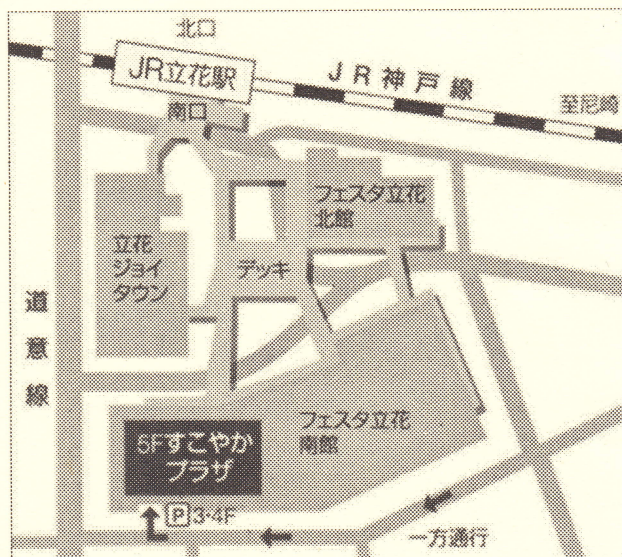 北口
JR立花駅
JR神戸線
至尼崎
南口
フェスタ立花
北館
立花
ジョイ
タウン
デッキ
道意線
フェスタ立花
南館
6Fすこやか
プラザ
P3・4F
一方通行